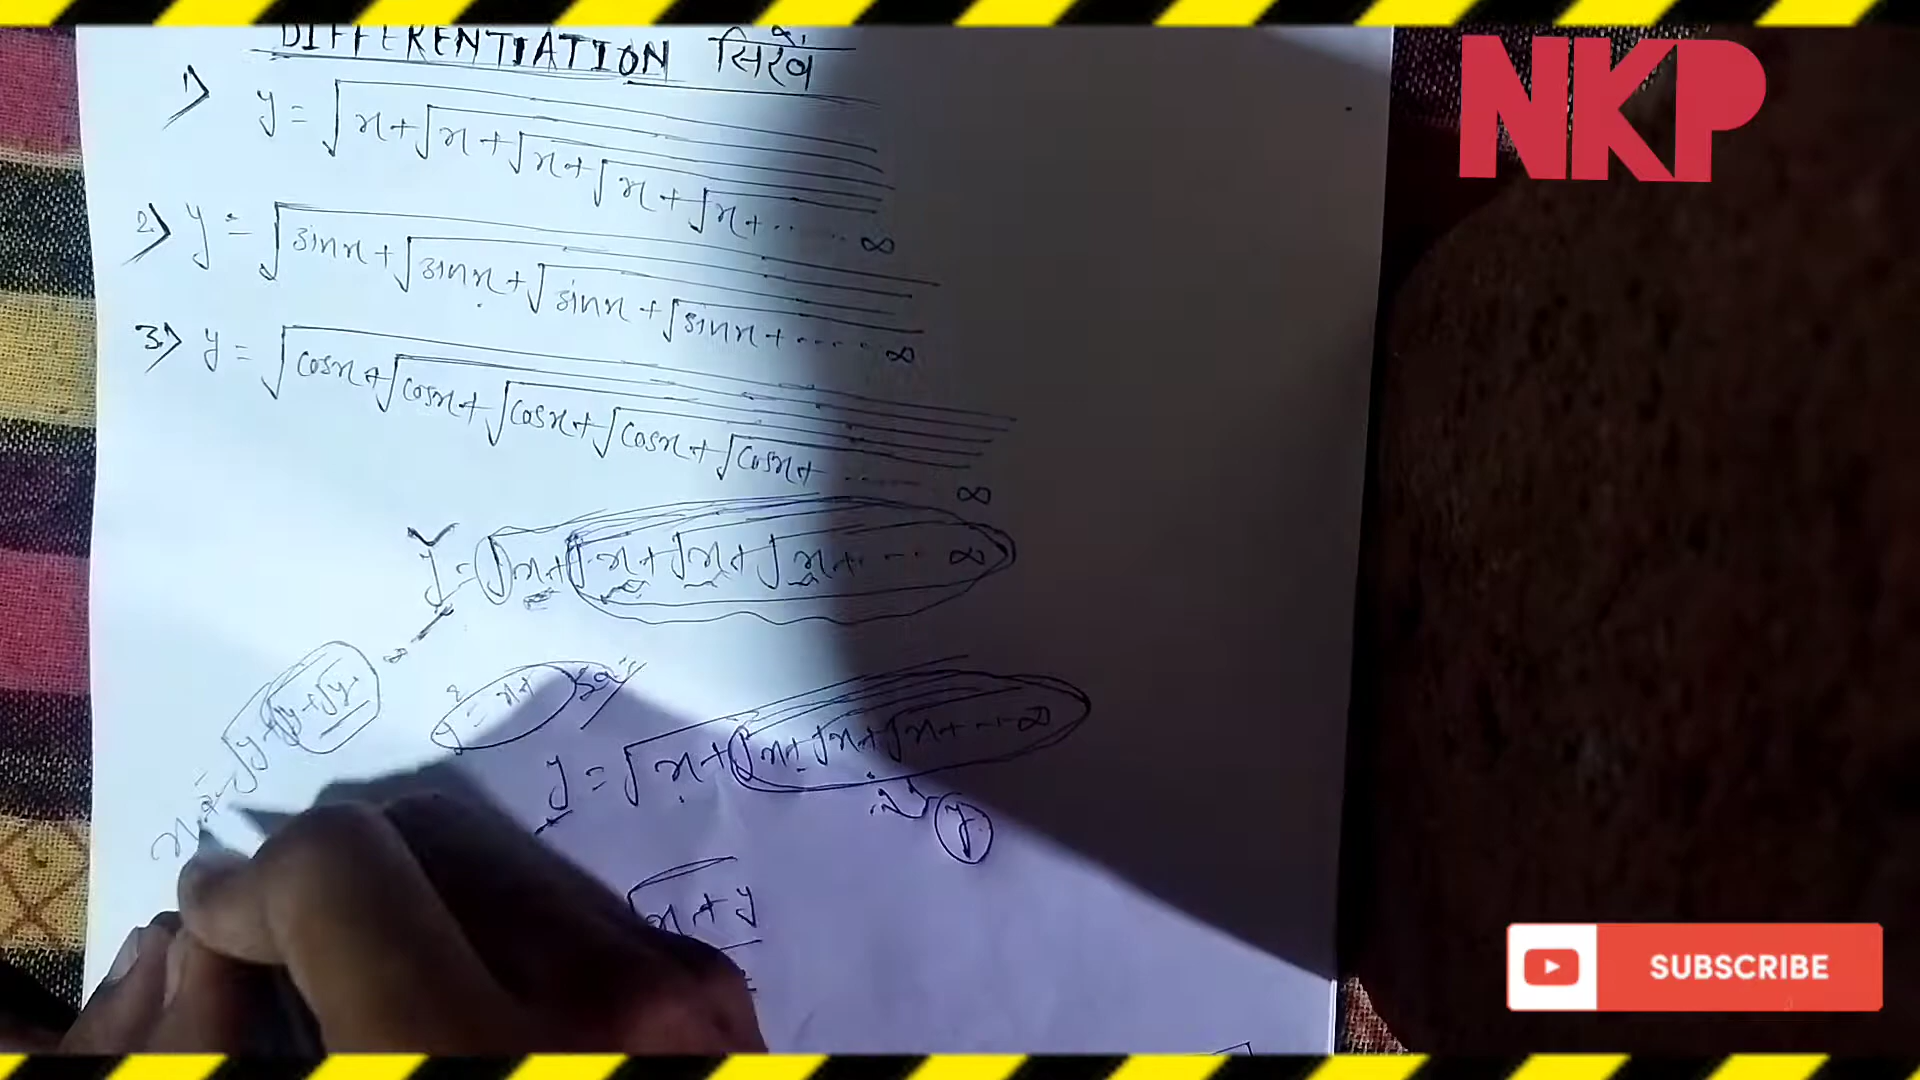 DIFFERENTIATION सिरीज
1) y = √x+√x+√x+√x+√x+...... ∞
2.) y = √sinx+√sinx+√sinx+√sinx+...... ∞
3.) y = √cosx+√cosx+√cosx+√cosx+√cosx+...... ∞
y = √x+√x+√x+√x+... ∞
y = √x+√x+√x+√x+... ∞
y
√x+y
NKP
SUBSCRIBE